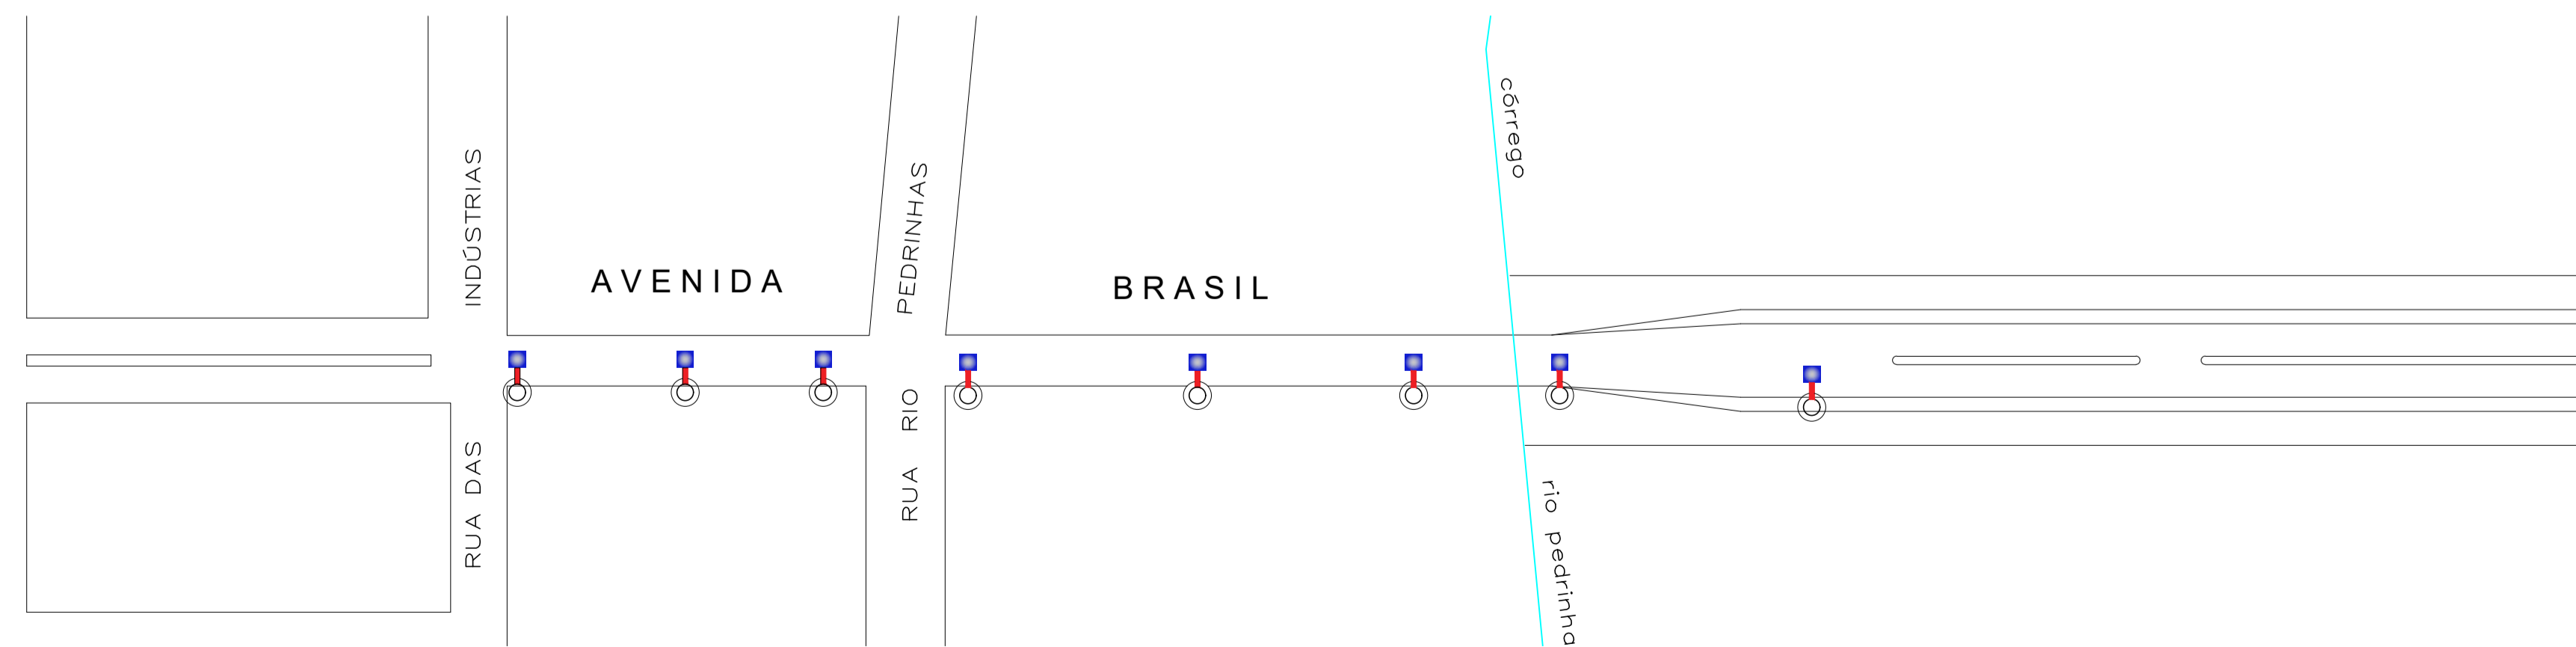 RUA DAS INDÚSTRIAS
AVENIDA BRASIL
RUA RIO PEDRINHAS
córrego rio pedrinha